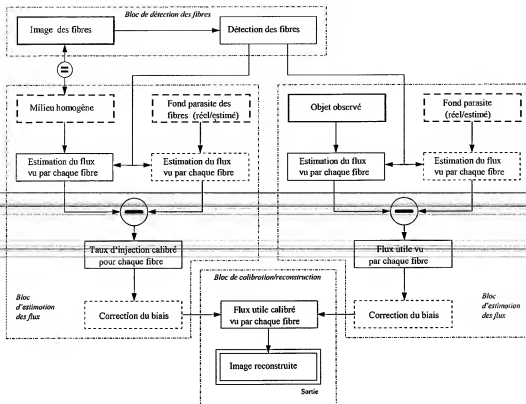 Bloc de détection des fibres
Image des fibres
Détection des fibres
=
Milieu homogène
Fond parasite des
fibres (réel/estimé)
Objet observé
Fond parasite
(réel/estimé)
Estimation du flux
vu par chaque fibre
Estimation du flux
vu par chaque fibre
Estimation du flux
vu par chaque fibre
Estimation du flux
vu par chaque fibre
Taux d'injection calibré
pour chaque fibre
Flux utile vu
par chaque fibre
Bloc de calibration/reconstruction
Bloc
d'estimation
des flux
Correction du biais
Flux utile calibré
vu par chaque fibre
Correction du biais
Bloc
d'estimation
des flux
Image reconstruite
Sortie